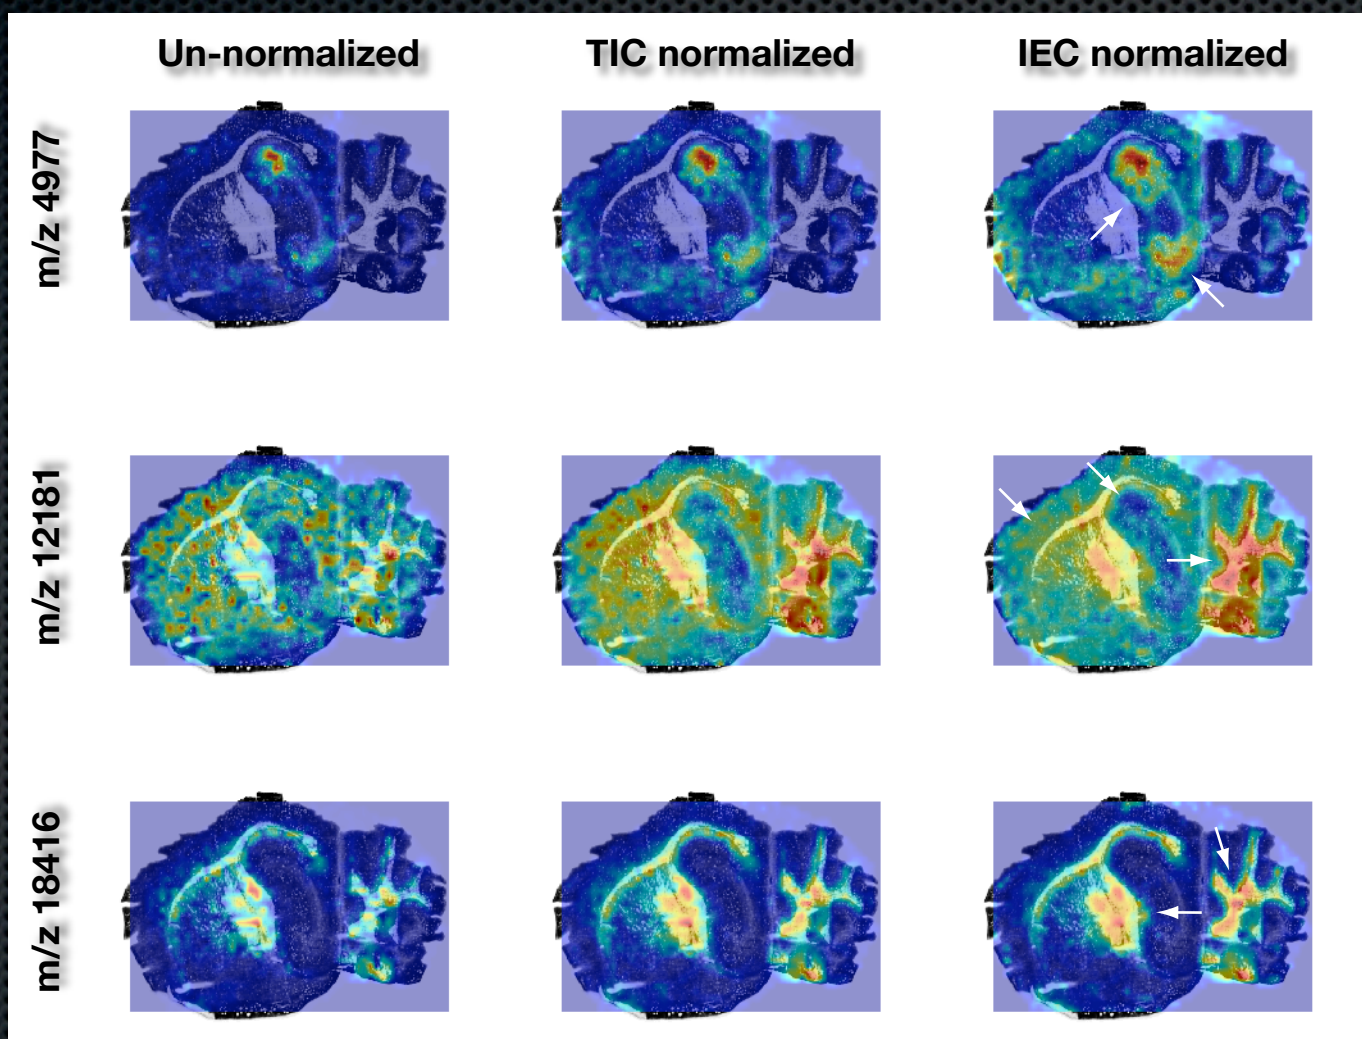 Un-normalized
TIC normalized
IEC normalized
m/z 4977
m/z 12181
m/z 18416